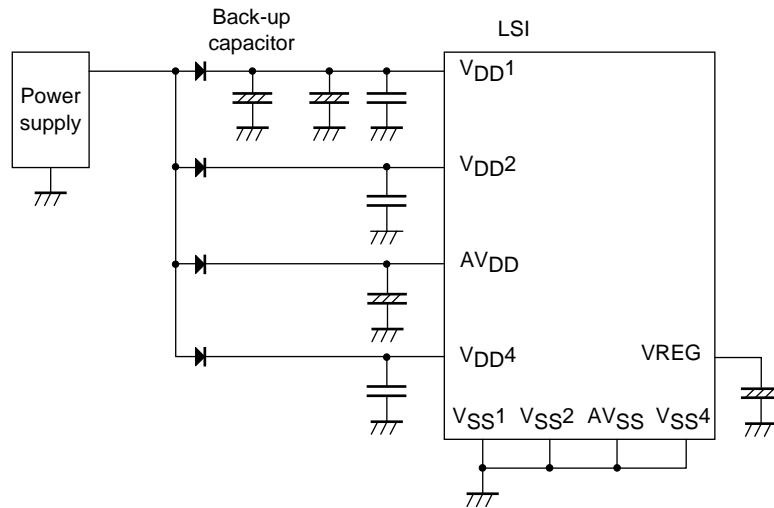 Back-up
capacitor
LSI
Power
supply
VDD1
VDD2
AVDD
VDD4
VREG
VSS1 VSS2 AVSS VSS4